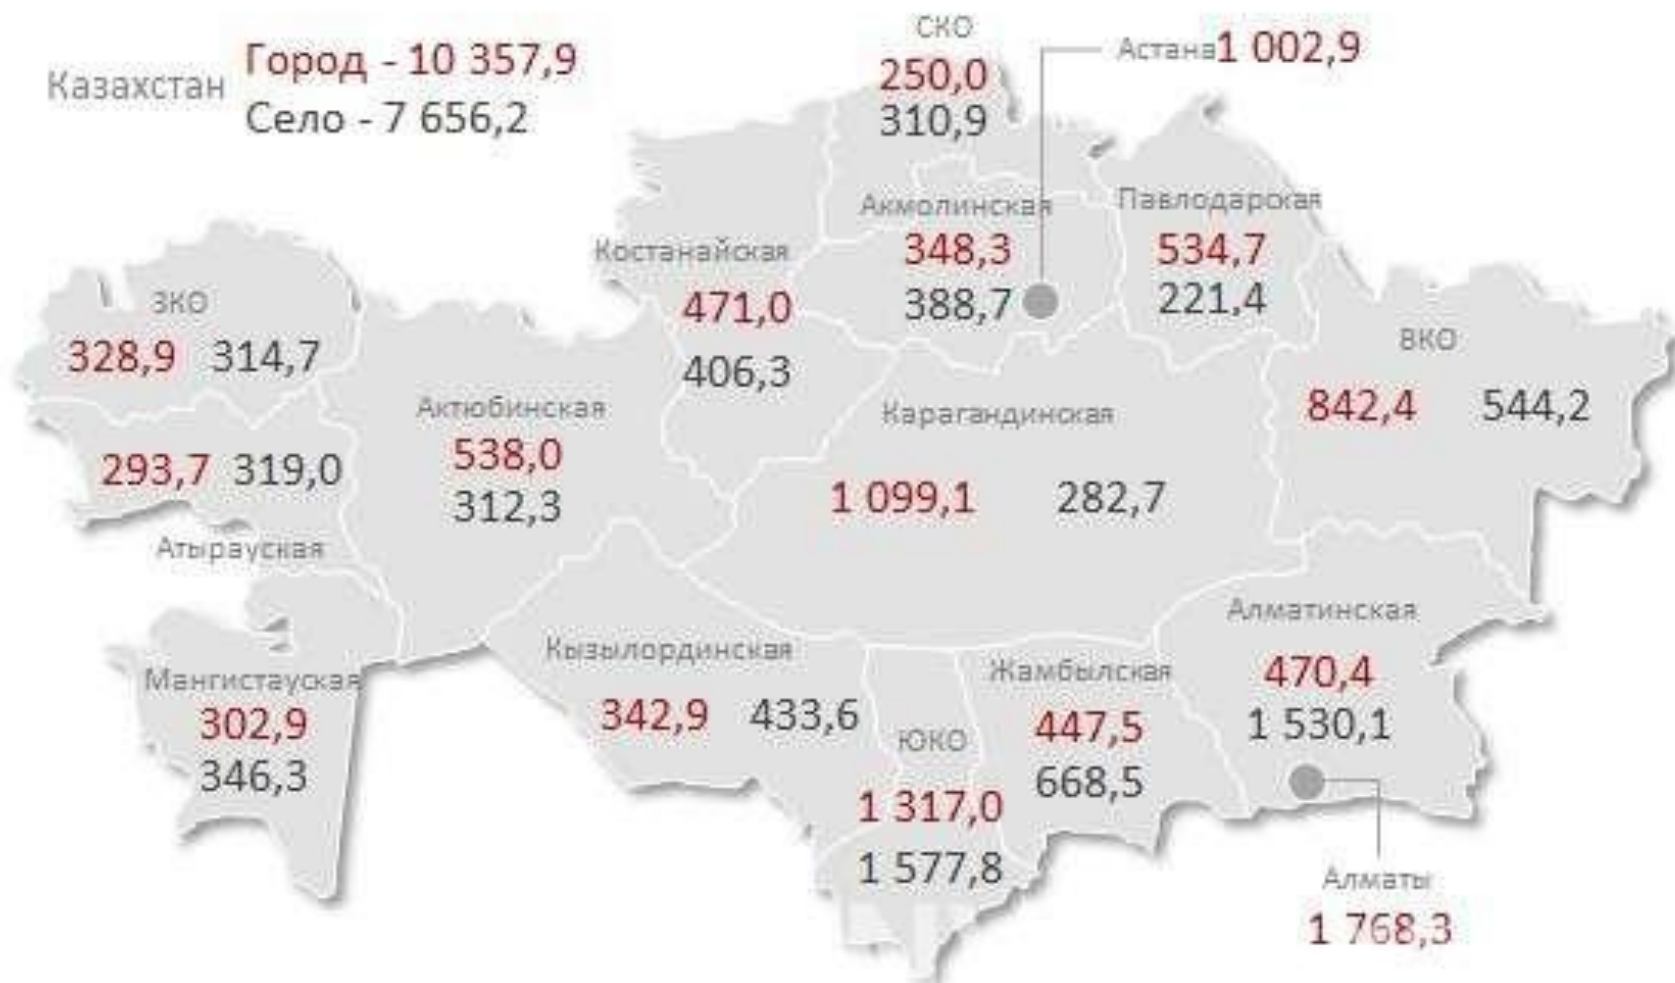 Казахстан
Город - 10 357,9
Село - 7 656,2
СКО
250,0
310,9
Астана 1 002,9
Акмолинская
348,3
388,7
Павлодарская
534,7
221,4
Костанайская
471,0
406,3
ЗКО
328,9 314,7
ВКО
842,4 544,2
Актюбинская
538,0
312,3
Карагандинская
1 099,1 282,7
293,7 319,0
Атырауская
Алматинская
470,4
1 530,1
Кызылординская
342,9 433,6
Жамбылская
447,5
668,5
Мангистауская
302,9
346,3
ЮКО
1 317,0
1 577,8
Алматы
1 768,3